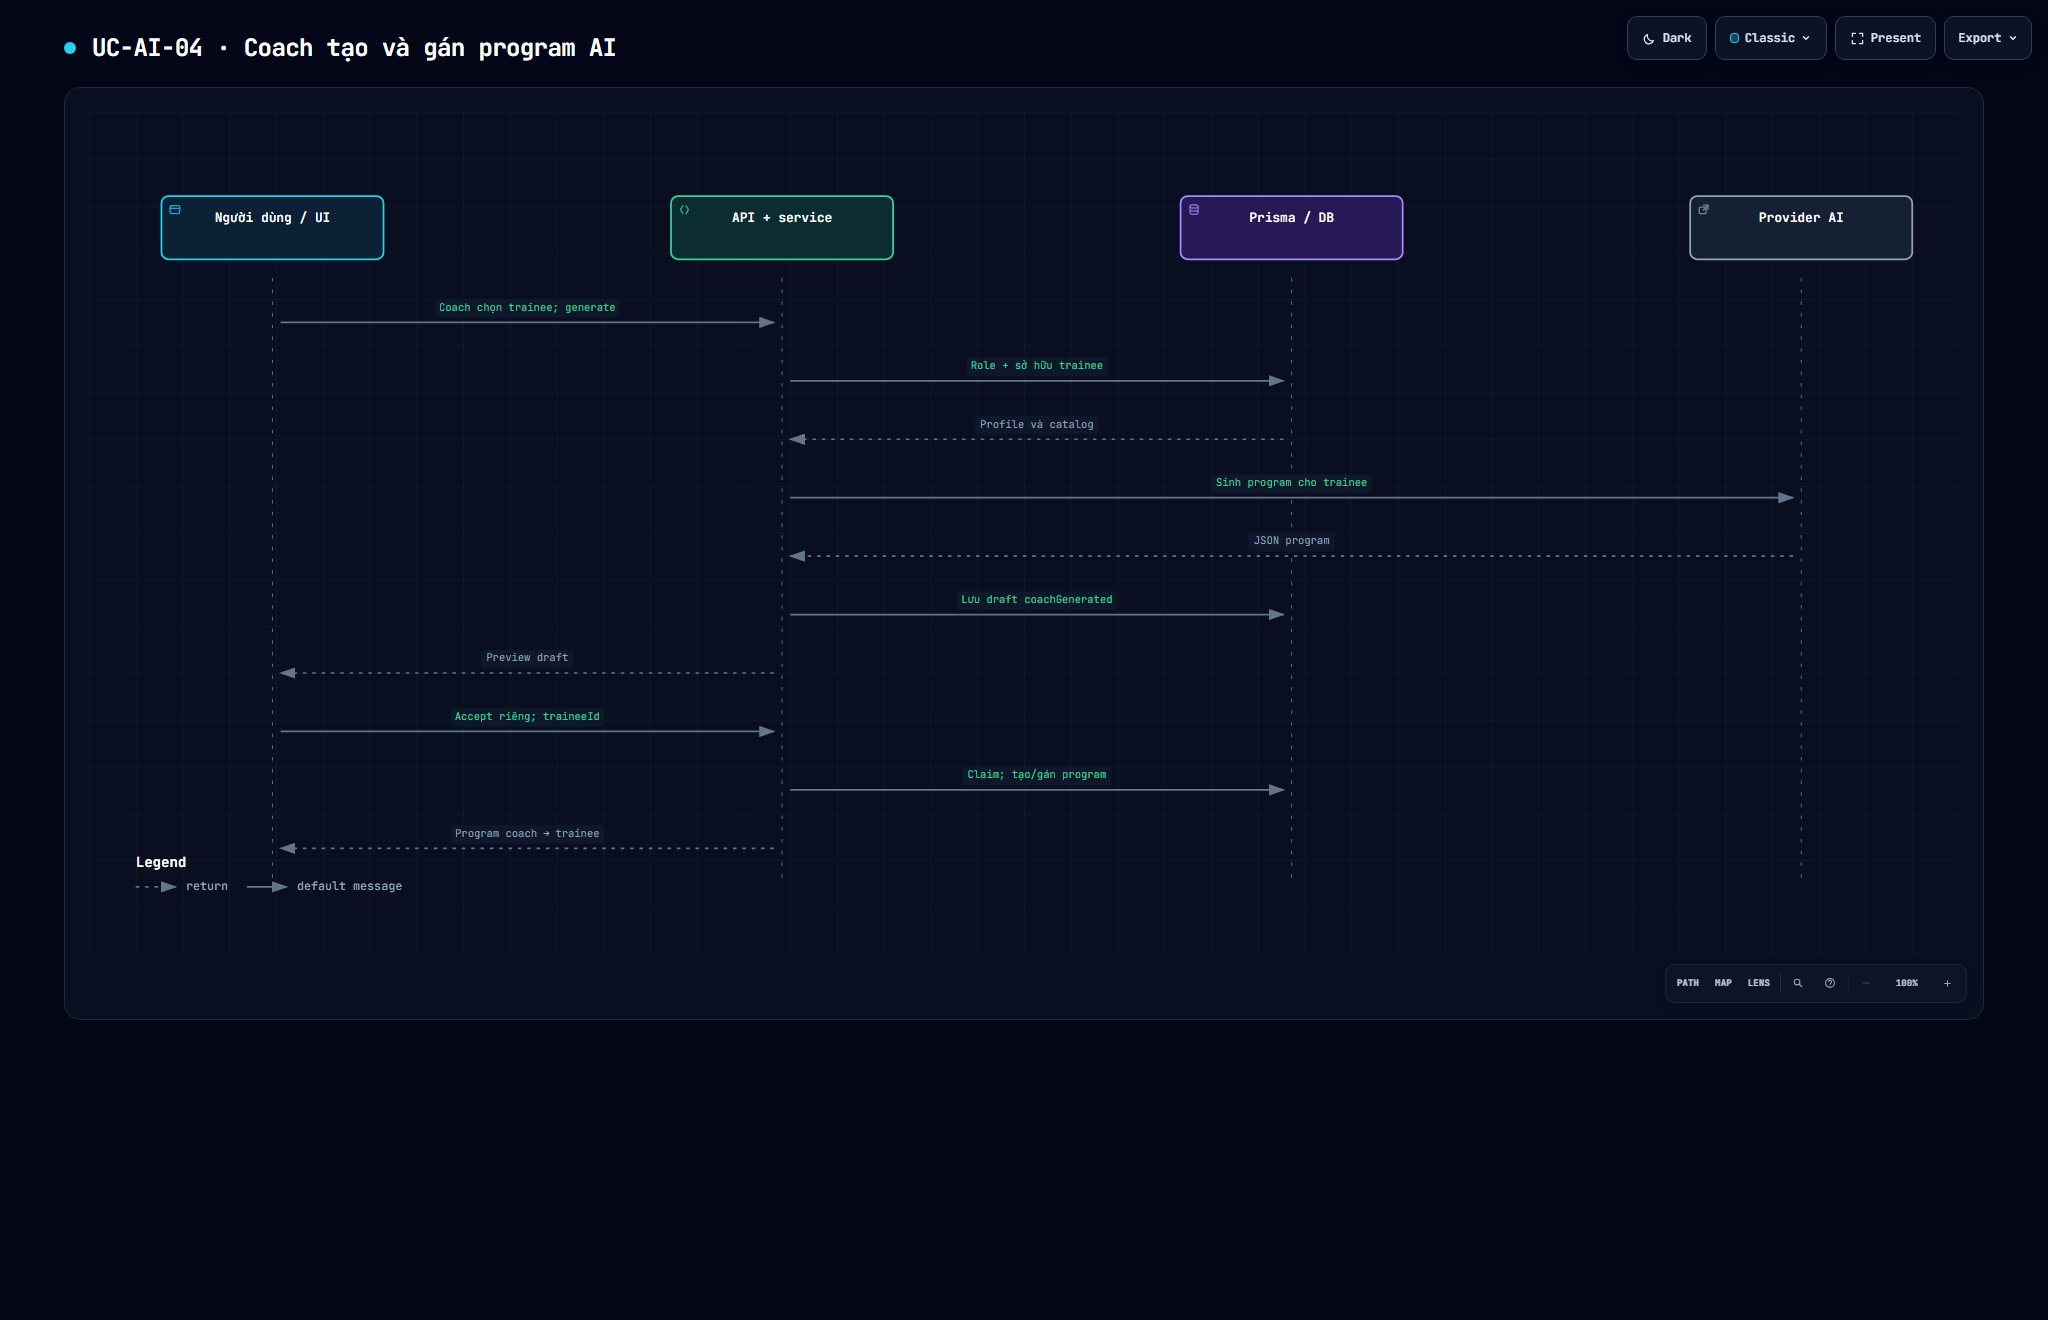 UC-AI-04 · Coach tạo và gán program AI
Dark
Classic
Present
Export
Người dùng / UI
API + service
Prisma / DB
Provider AI
Coach chọn trainee; generate
Role + sở hữu trainee
Profile và catalog
Sinh program cho trainee
JSON program
Lưu draft coachGenerated
Preview draft
Accept riêng; traineeId
Claim; tạo/gán program
Program coach → trainee
Legend
return
default message
PATH
MAP
LENS
100%